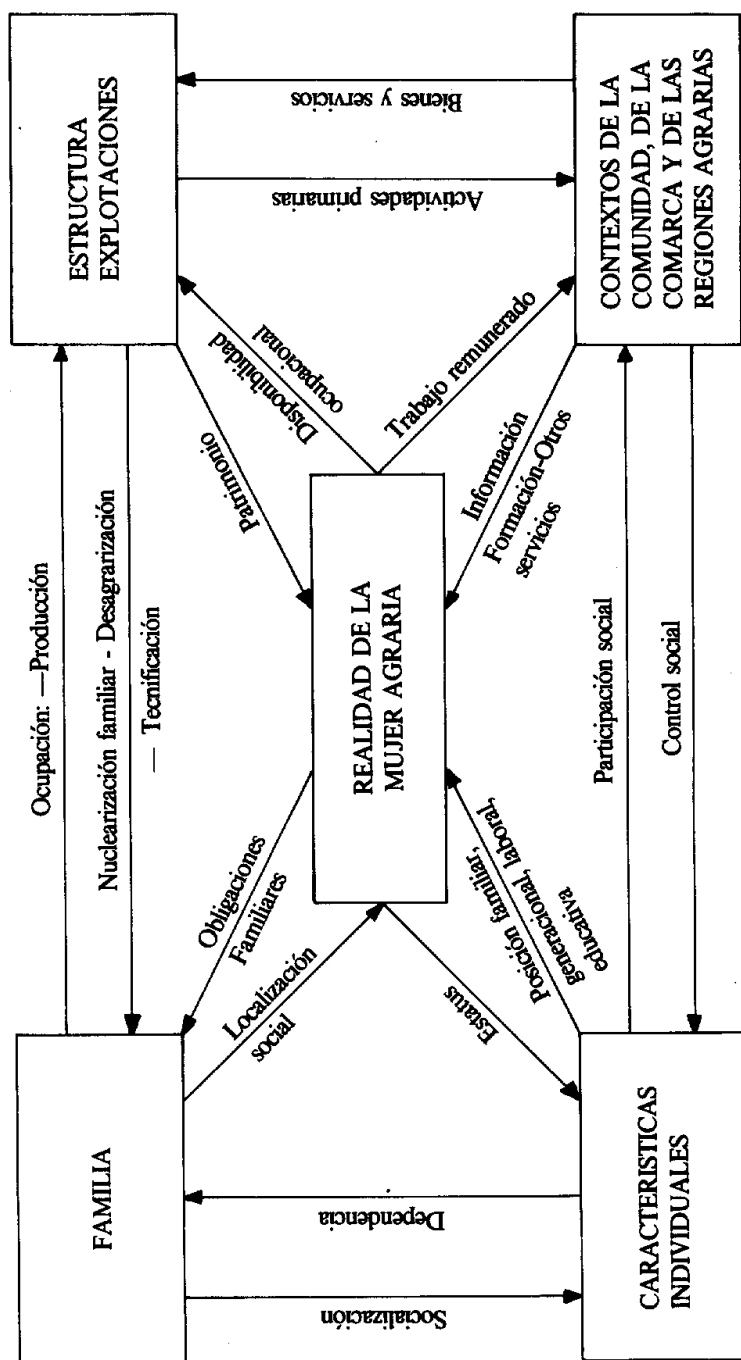 Ocupación: —Producción
FAMILIA
Nuclearización familiar - Desagrarización
— Tecnificación
ESTRUCTURA
EXPLOTACIONES
Obligaciones
Familiares
Localización
social
Patrimonio
Disponibilidad
ocupacional
Socialización
Dependencia
REALIDAD DE LA
MUJER AGRARIA
Actividades primarias
Bienes y servicios
Estatus
Posición familiar,
generacional, laboral,
educativa
Trabajo remunerado
Información
Formación-Otros
servicios
CARACTERISTICAS
INDIVIDUALES
Participación social
Control social
CONTEXTOS DE LA
COMUNIDAD, DE LA
COMARCA Y DE LAS
REGIONES AGRARIAS